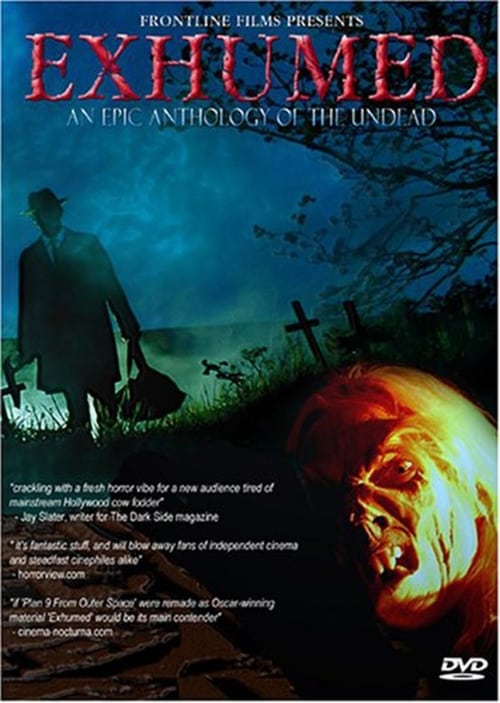 FRONTLINE FILMS PRESENTS
EXHUMED
AN EPIC ANTHOLOGY OF THE UNDEAD
"crackling with a fresh horror vibe for a new audience tired of
mainstream Hollywood cow fodder"
- Jay Slater, writer for The Dark Side magazine
" it's fantastic stuff, and will blow away fans of independent cinema
and steadfast cinephiles alike"
- horrorview.com
"if 'Plan 9 From Outer Space' were remade as Oscar-winning
material 'Exhumed' would be its main contender"
- cinema-nocturna.com
DVD